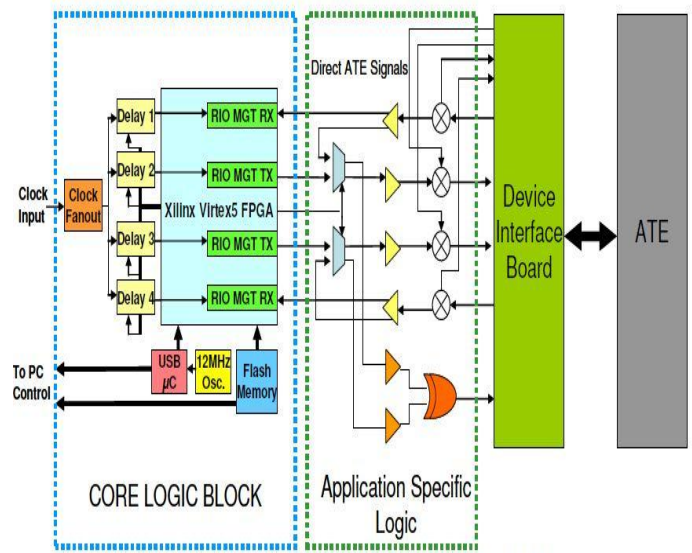 Direct ATE Signals
Delay 1
RIO MGT RX
Delay 2
RIO MGT TX
Clock
Input
Clock
Fanout
Xilinx Virtex5 FPGA
Device
Interface
Board
ATE
Delay 3
RIO MGT TX
Delay 4
RIO MGT RX
To PC
Control
USB
µC
12MHz
Osc.
Flash
Memory
CORE LOGIC BLOCK
Application Specific
Logic